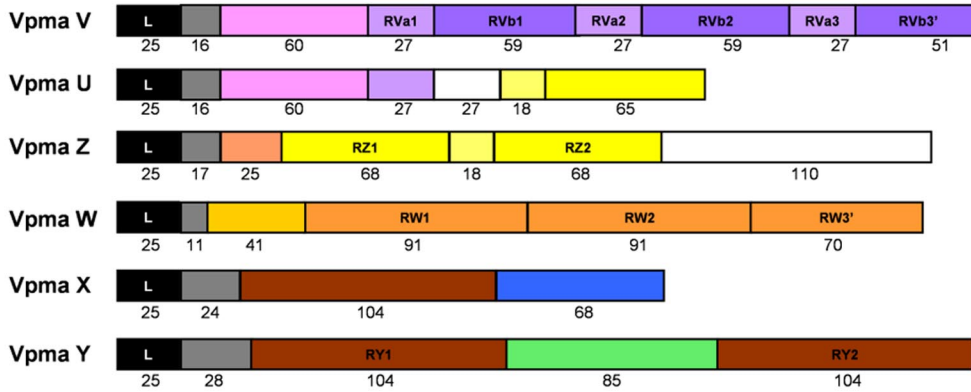 Vpma V L RVa1 RVb1 RVa2 RVb2 RVa3 RVb3'
25 16 60 27 59 27 59 27 51
Vpma U L
25 16 60 27 27 18 65
Vpma Z L RZ1 RZ2
25 17 25 68 18 68 110
Vpma W L RW1 RW2 RW3'
25 11 41 91 91 70
Vpma X L
25 24 104 68
Vpma Y L RY1 RY2
25 28 104 85 104